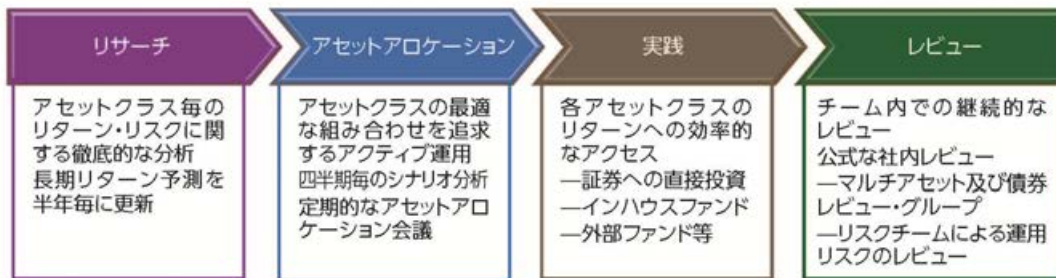 リサーチ
アセットクラス毎の
リターン・リスクに関
する徹底的な分析
長期リターン予測を
半年毎に更新
アセットアロケーション
アセットクラスの最適
な組み合わせを追求
するアクティブ運用
四半期毎のシナリオ分析
定期的なアセットアロ
ケーション会議
実践
各アセットクラスの
リターンへの効率的
なアクセス
―証券への直接投資
―インハウスファンド
―外部ファンド等
レビュー
チーム内での継続的な
レビュー
公式な社内レビュー
―マルチアセット及び債券
レビュー・グループ
―リスクチームによる運用
リスクのレビュー